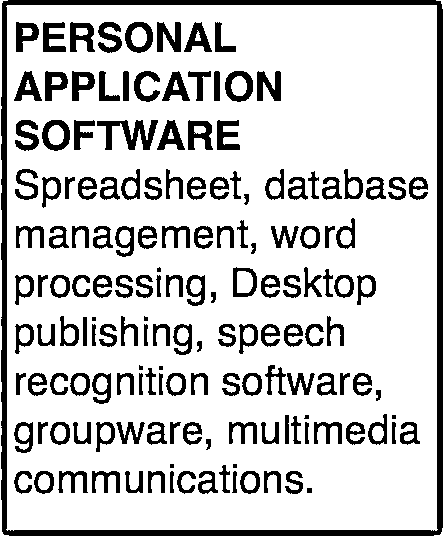 PERSONAL
APPLICATION
SOFTWARE
Spreadsheet, database
management, word
processing, Desktop
publishing, speech
recognition software,
groupware, multimedia
communications.